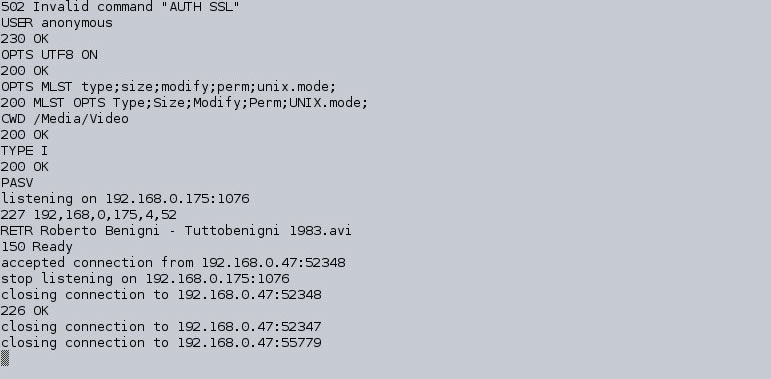 502 Invalid command "AUTH SSL"
USER anonymous
230 OK
OPTS UTF8 ON
200 OK
OPTS MLST type;size;modify;perm;unix.mode;
200 MLST OPTS Type;Size;Modify;Perm;UNIX.mode;
CWD /Media/Video
200 OK
TYPE I
200 OK
PASV
listening on 192.168.0.175:1076
227 192,168,0,175,4,52
RETR Roberto Benigni - Tuttobenigni 1983.avi
150 Ready
accepted connection from 192.168.0.47:52348
stop listening on 192.168.0.175:1076
closing connection to 192.168.0.47:52348
226 OK
closing connection to 192.168.0.47:52347
closing connection to 192.168.0.47:55779